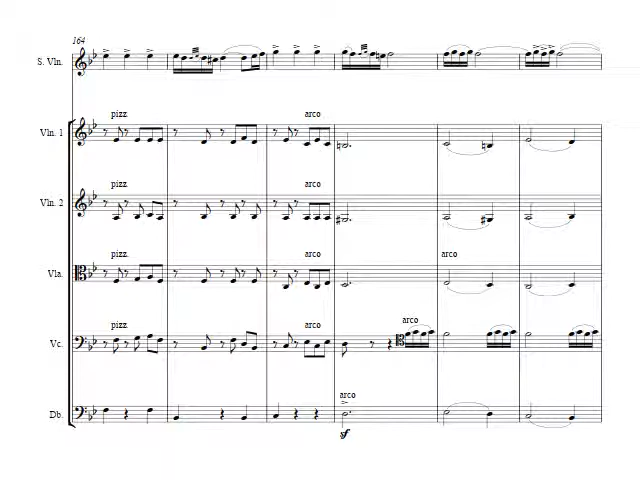 164
S. Vln.
pizz. arco
Vln. 1
pizz. arco
Vln. 2
pizz. arco arco
Vla.
pizz. arco arco
Vc.
arco
Db.
sf